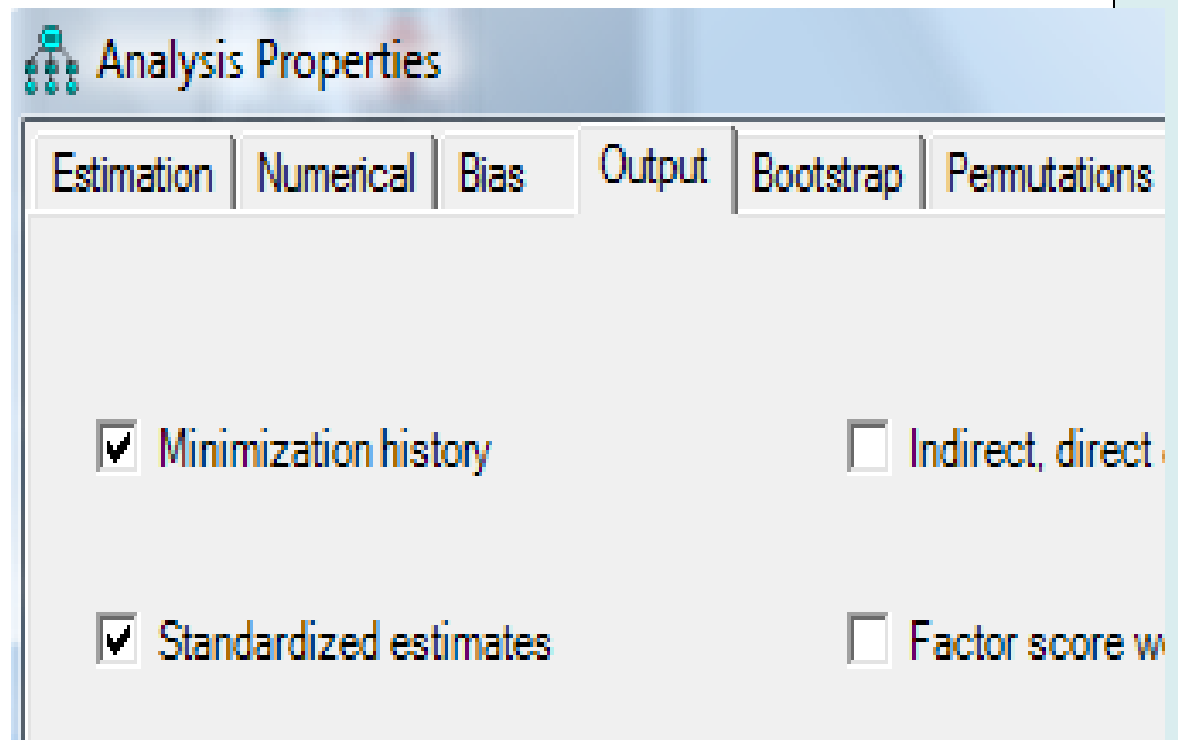 Analysis Properties
Estimation Numerical Bias Output Bootstrap Permutations
Minimization history Indirect, direct
Standardized estimates Factor score